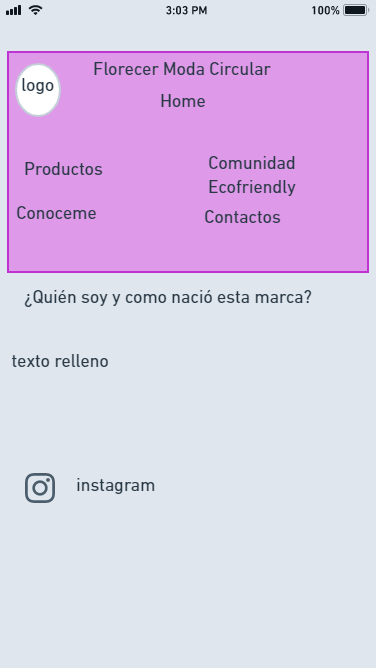 3:03 PM
100%
logo
Florecer Moda Circular
Home
Productos
Comunidad
Ecofriendly
Conoceme
Contactos
¿Quién soy y como nació esta marca?
texto relleno
instagram